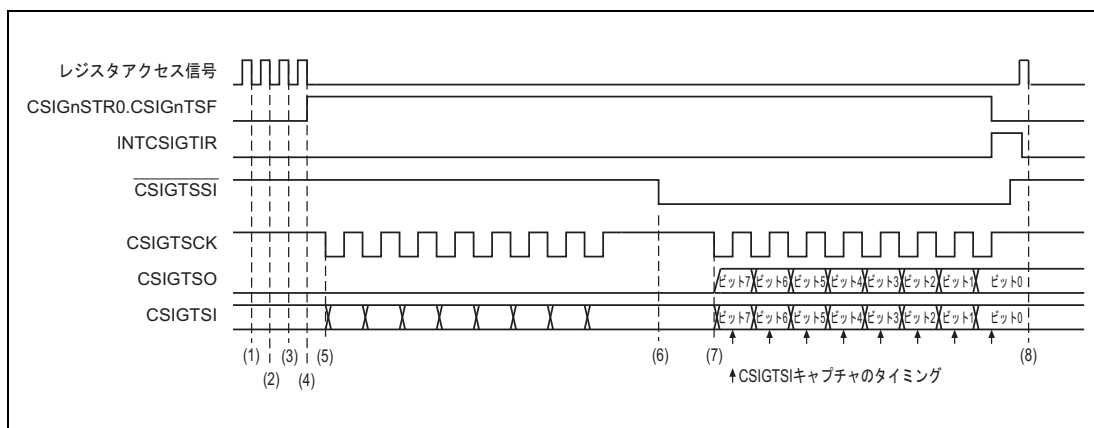 レジスタアクセス信号
CSIGnSTR0.CSIGnTSF
INTCSIGTIR
CSIGTSSI
CSIGTSCK
CSIGTSO
ビット7 ビット6 ビット5 ビット4 ビット3 ビット2 ビット1 ビット0
CSIGTSI
ビット7 ビット6 ビット5 ビット4 ビット3 ビット2 ビット1 ビット0
(1) (3) (5) (6) (7) (8)
(2) (4)
CSIGTSIキャプチャのタイミング